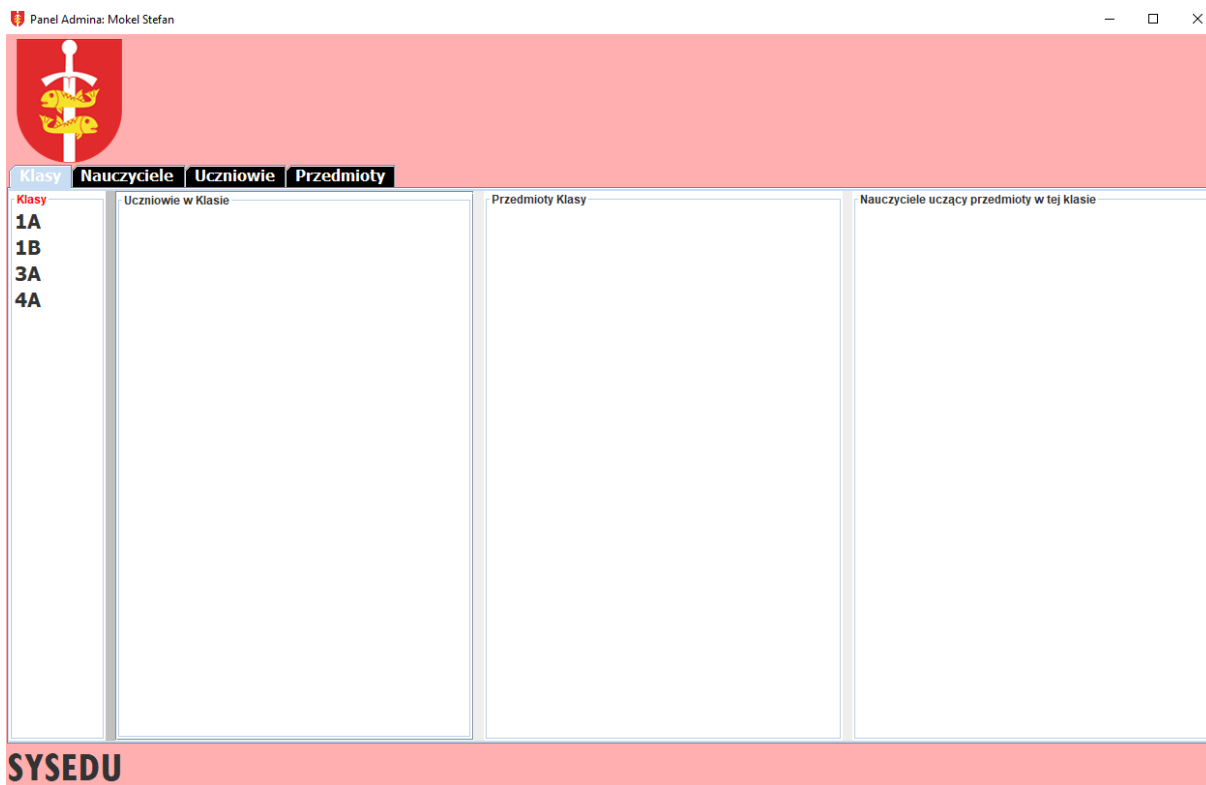 Panel Admina: Mokel Stefan
Klasy Nauczyciele Uczniowie Przedmioty
Klasy Uczniowie w Klasie Przedmioty Klasy Nauczyciele uczący przedmioty w tej klasie
1A
1B
3A
4A
SYSEDU